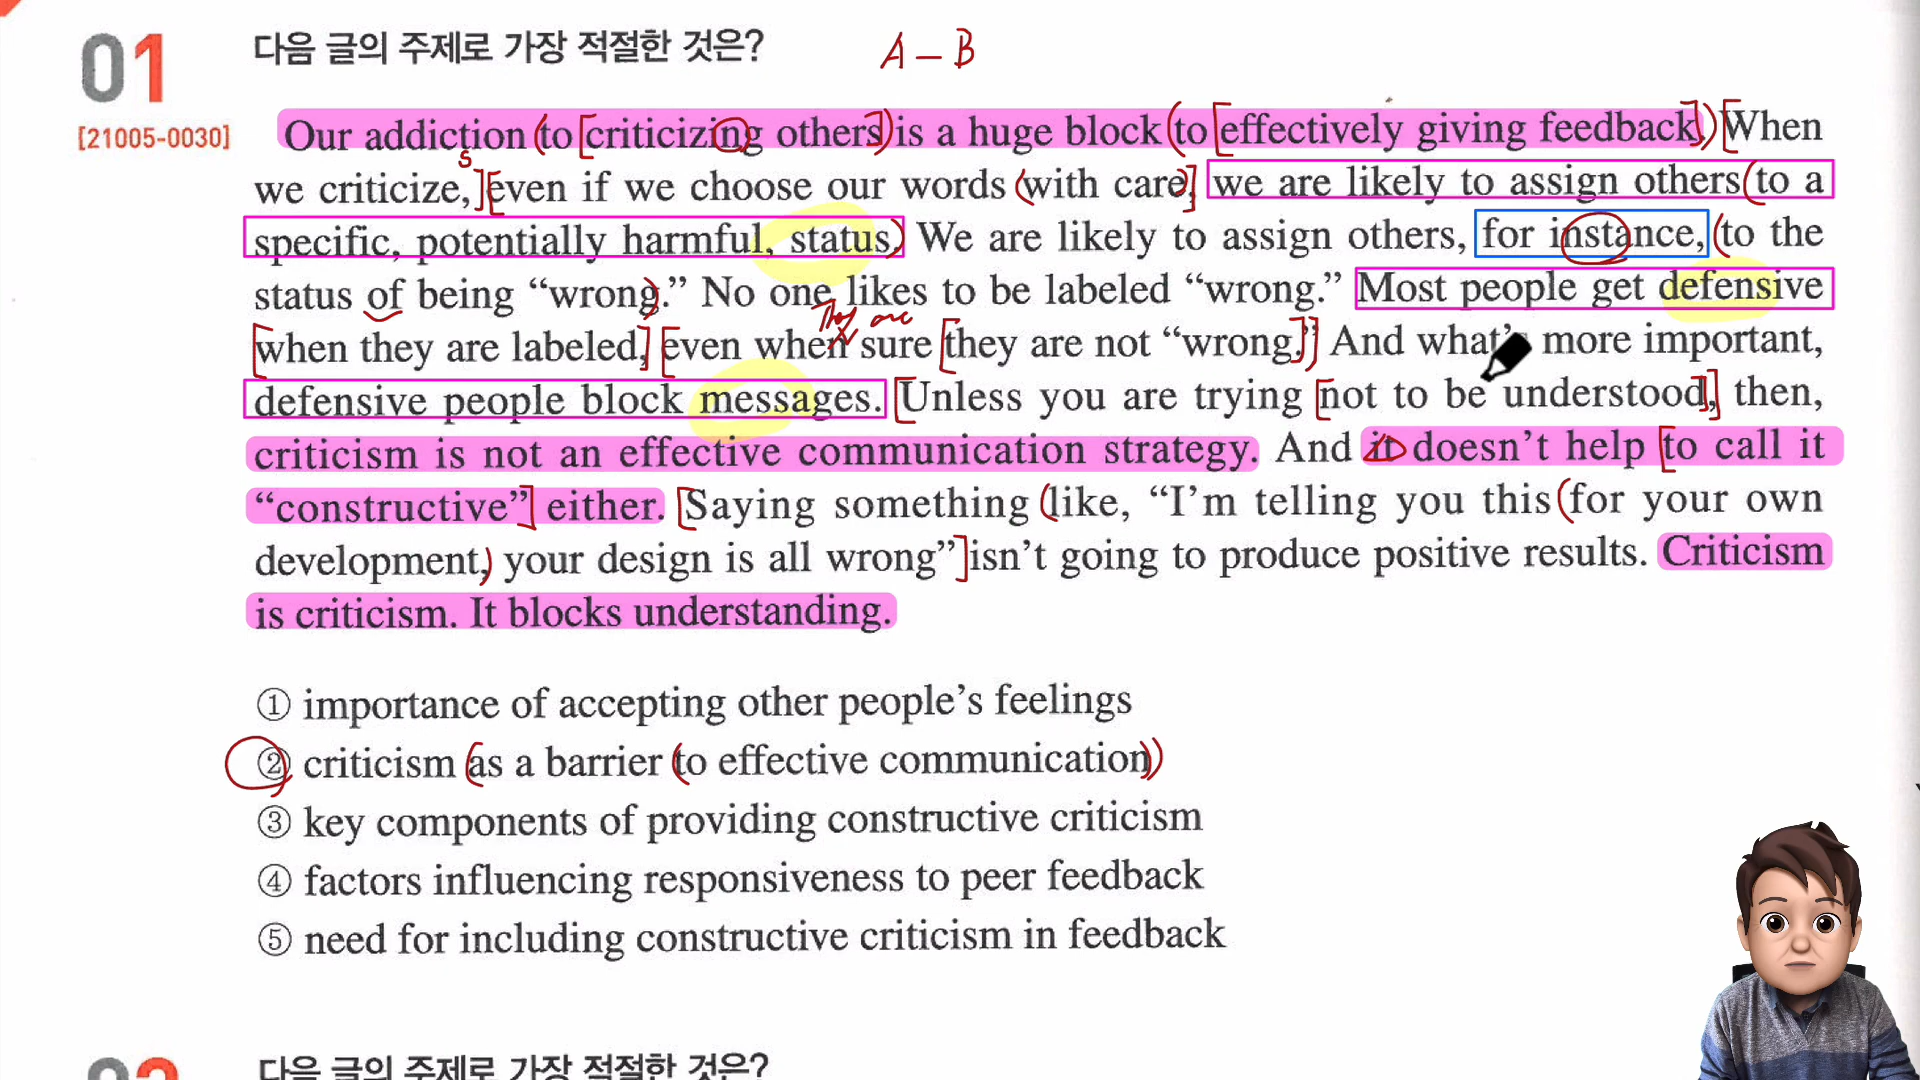 01 다음 글의 주제로 가장 적절한 것은? A – B
[21005-0030]
Our addiction to criticizing others is a huge block to effectively giving feedback. When
s
we criticize, even if we choose our words with care, we are likely to assign others to a
specific, potentially harmful, status. We are likely to assign others, for instance, to the
status of being “wrong.” No one likes to be labeled “wrong.” Most people get defensive
They are
when they are labeled, even when sure they are not “wrong.” And what’s more important,
defensive people block messages. Unless you are trying not to be understood, then,
criticism is not an effective communication strategy. And it doesn’t help to call it
“constructive” either. Saying something like, “I’m telling you this for your own
development, your design is all wrong” isn’t going to produce positive results. Criticism
is criticism. It blocks understanding.
① importance of accepting other people’s feelings
② criticism as a barrier to effective communication
③ key components of providing constructive criticism
④ factors influencing responsiveness to peer feedback
⑤ need for including constructive criticism in feedback
다음 글의 주제로 가장 적절한 것은?